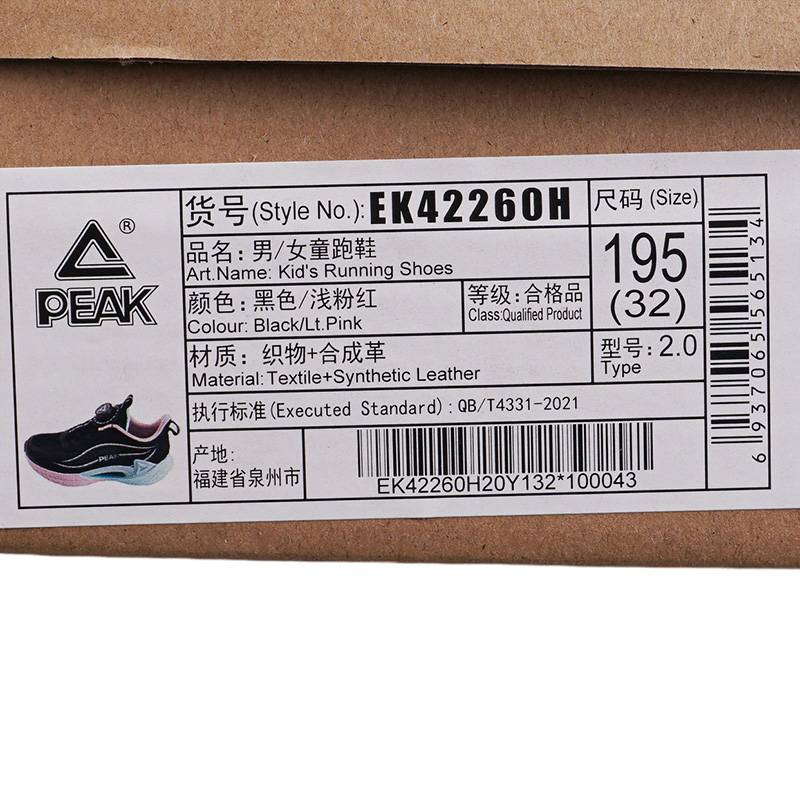 ®
PEAK
货号(Style No.): EK42260H
品名: 男/女童跑鞋
Art.Name: Kid's Running Shoes
颜色: 黑色/浅粉红
Colour: Black/Lt.Pink
等级: 合格品
Class:Qualified Product
材质: 织物+合成革
Material: Textile+Synthetic Leather
尺码 (Size)
195
(32)
型号: 2.0
Type
执行标准(Executed Standard): QB/T4331-2021
产地:
福建省泉州市
EK42260H20Y132*100043
6937065565134
PEAK